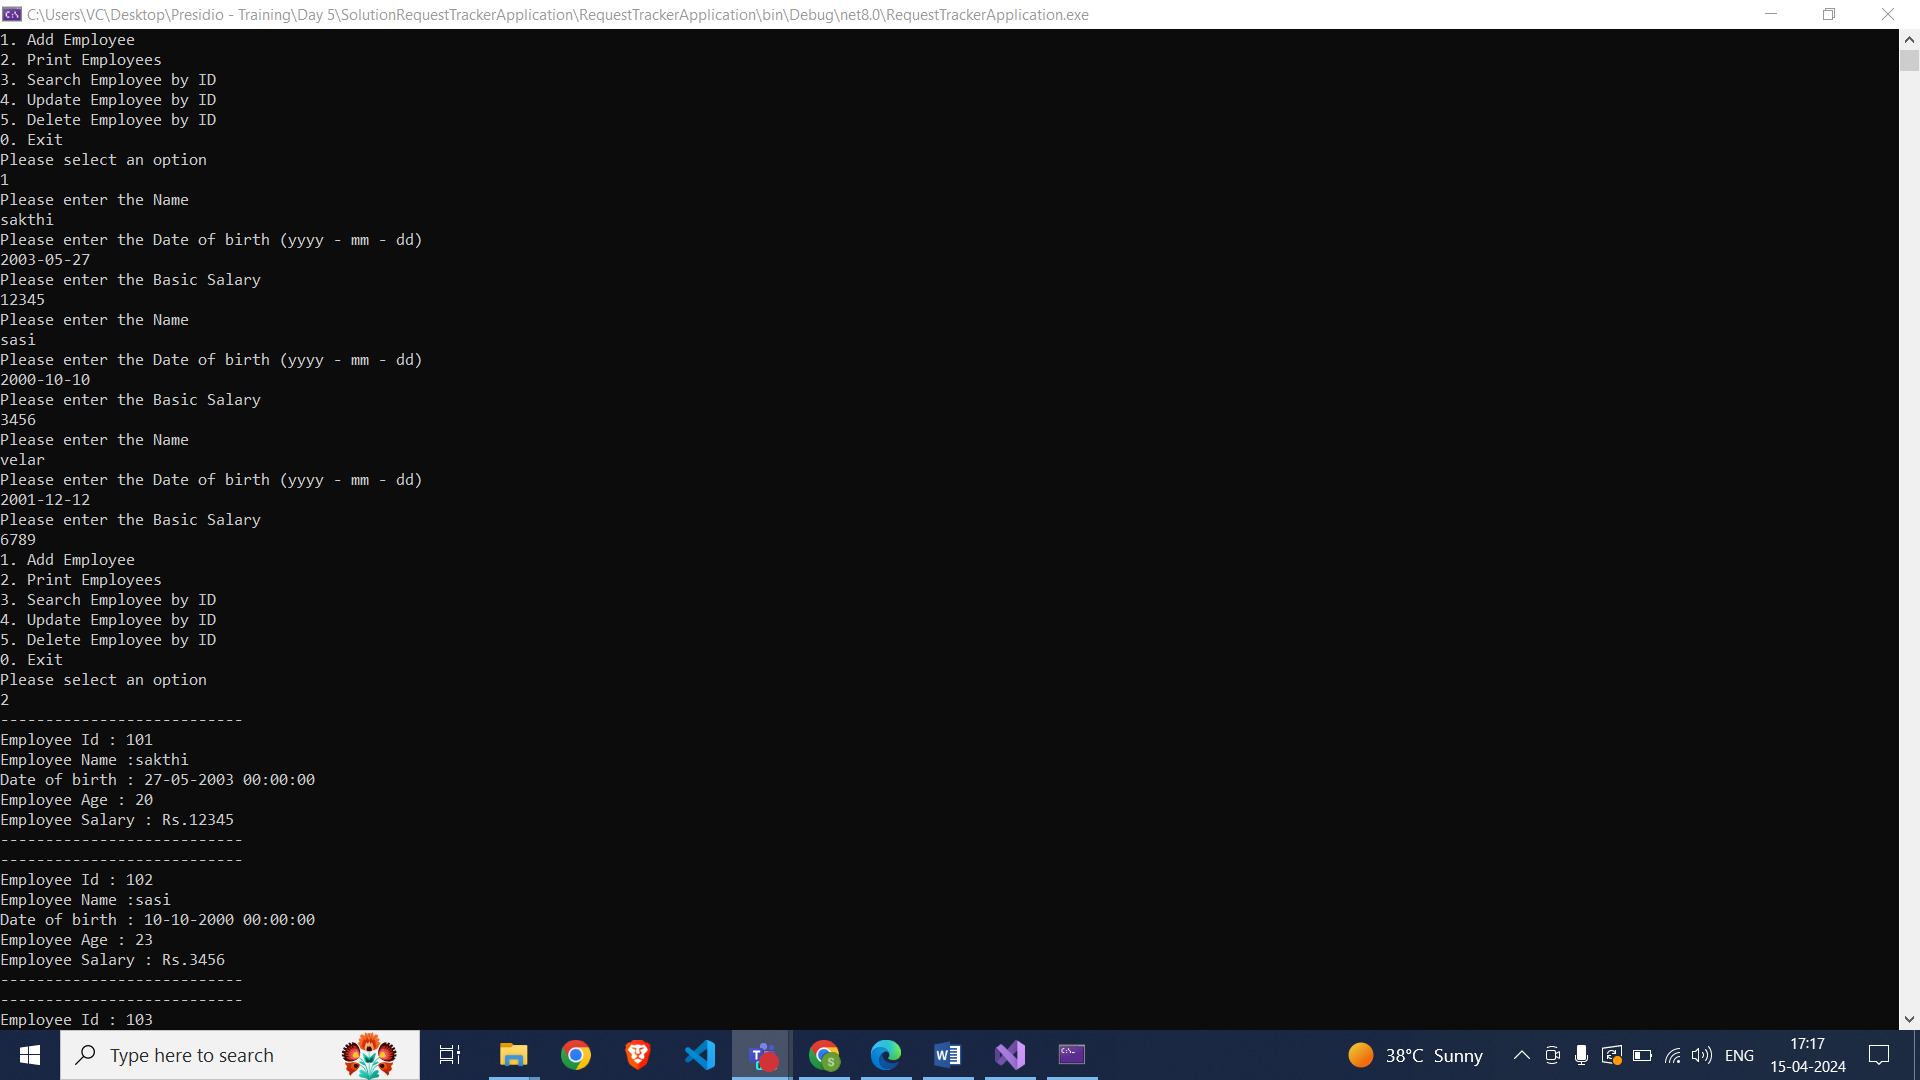 C:\Users\VC\Desktop\Presidio - Training\Day 5\SolutionRequestTrackerApplication\RequestTrackerApplication\bin\Debug\net8.0\RequestTrackerApplication.exe
1. Add Employee
2. Print Employees
3. Search Employee by ID
4. Update Employee by ID
5. Delete Employee by ID
0. Exit
Please select an option
1
Please enter the Name
sakthi
Please enter the Date of birth (yyyy - mm - dd)
2003-05-27
Please enter the Basic Salary
12345
Please enter the Name
sasi
Please enter the Date of birth (yyyy - mm - dd)
2000-10-10
Please enter the Basic Salary
3456
Please enter the Name
velar
Please enter the Date of birth (yyyy - mm - dd)
2001-12-12
Please enter the Basic Salary
6789
1. Add Employee
2. Print Employees
3. Search Employee by ID
4. Update Employee by ID
5. Delete Employee by ID
0. Exit
Please select an option
2
---------------------------
Employee Id : 101
Employee Name :sakthi
Date of birth : 27-05-2003 00:00:00
Employee Age : 20
Employee Salary : Rs.12345
---------------------------
---------------------------
Employee Id : 102
Employee Name :sasi
Date of birth : 10-10-2000 00:00:00
Employee Age : 23
Employee Salary : Rs.3456
---------------------------
---------------------------
Employee Id : 103
Type here to search
38°C Sunny
ENG
17:17
15-04-2024